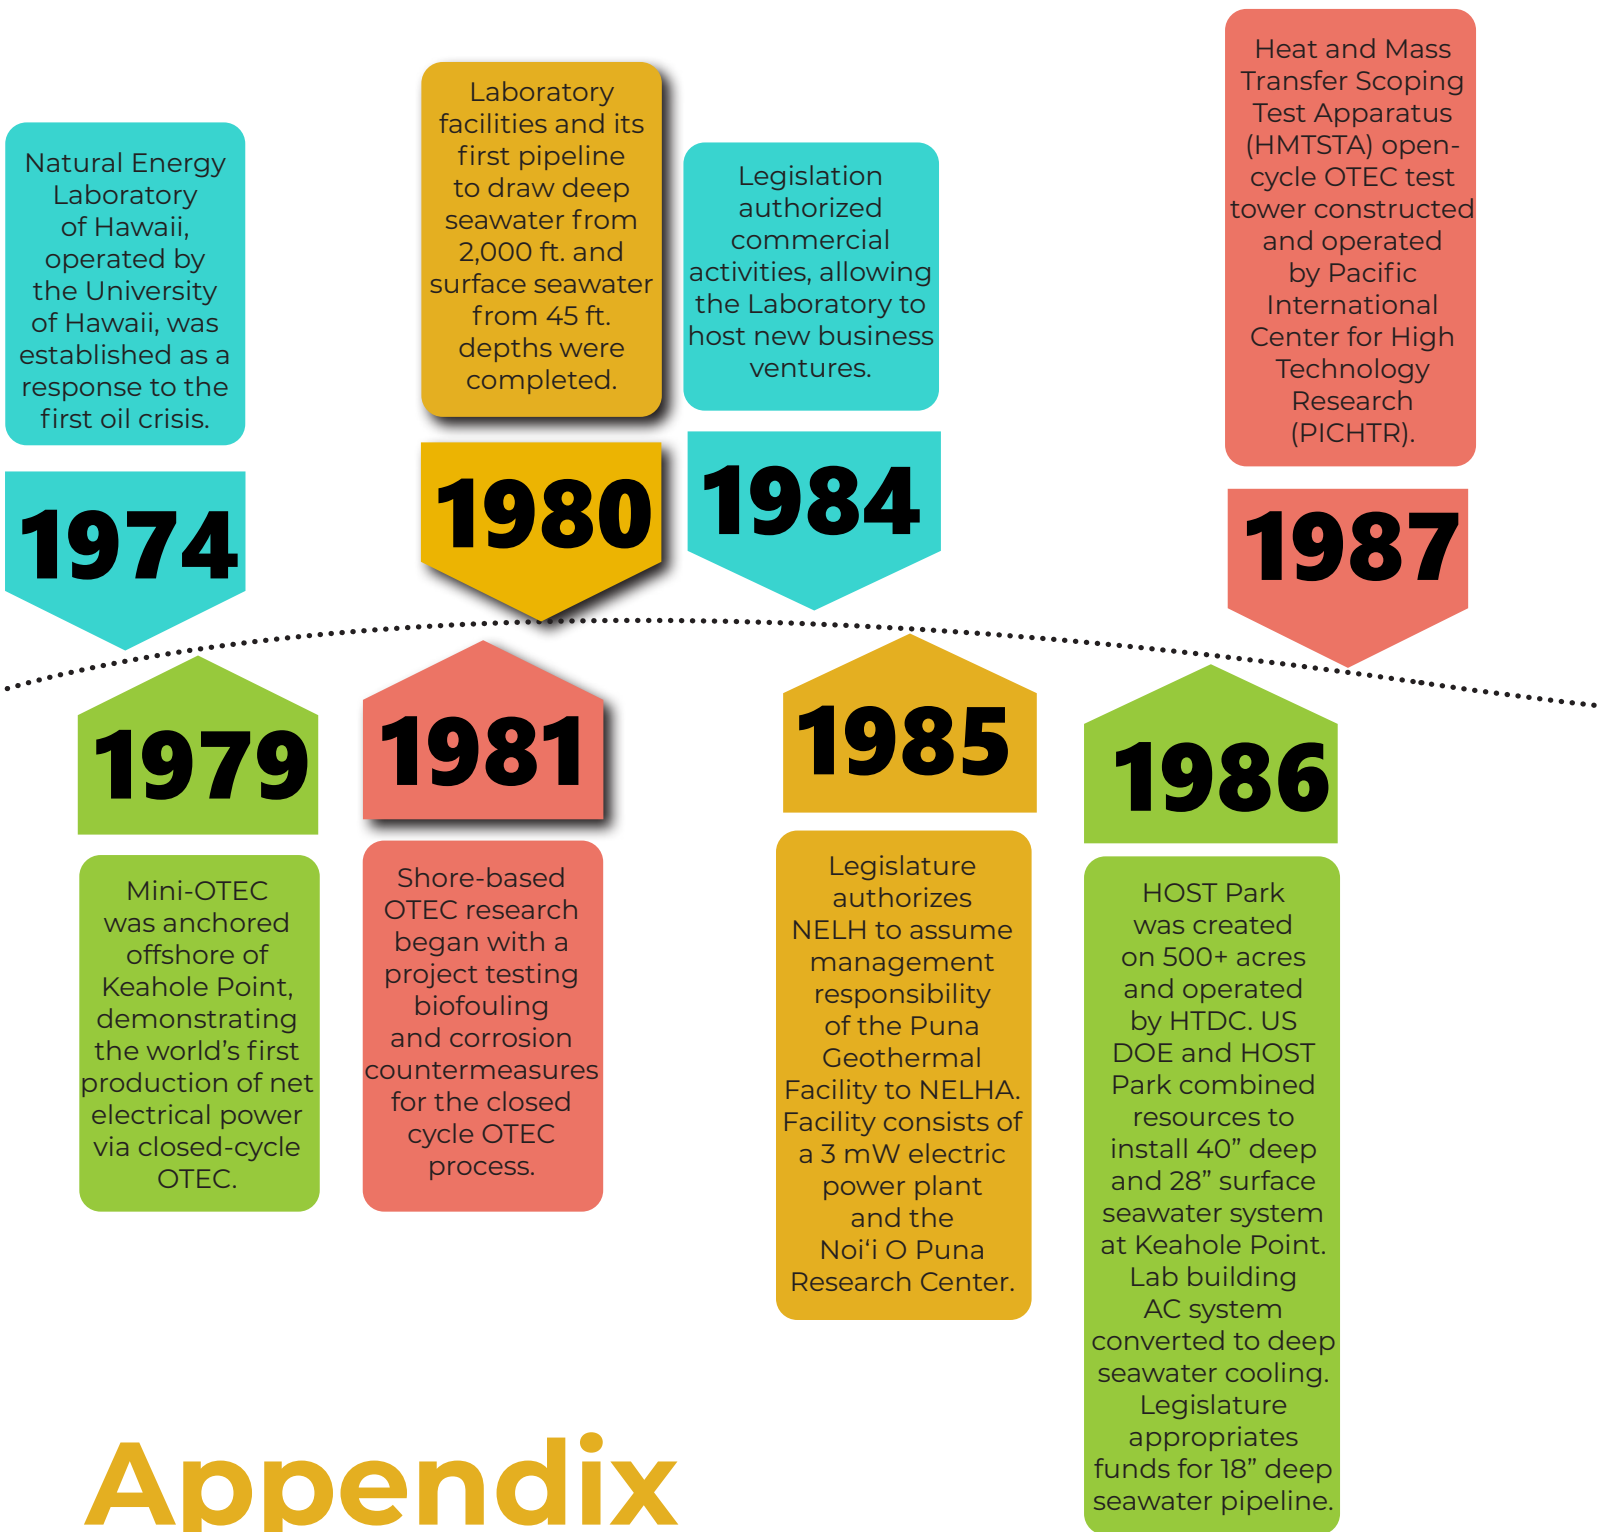 Natural Energy
Laboratory
of Hawaii,
operated by
the University
of Hawaii, was
established as a
response to the
first oil crisis.
1974
Mini-OTEC
was anchored
offshore of
Keahole Point,
demonstrating
the world’s first
production of net
electrical power
via closed-cycle
OTEC.
1979
Laboratory
facilities and its
first pipeline
to draw deep
seawater from
2,000 ft. and
surface seawater
from 45 ft.
depths were
completed.
1980
1981
Shore-based
OTEC research
began with a
project testing
biofouling
and corrosion
countermeasures
for the closed
cycle OTEC
process.
Legislation
authorized
commercial
activities, allowing
the Laboratory to
host new business
ventures.
1984
1985
Legislature
authorizes
NELH to assume
management
responsibility
of the Puna
Geothermal
Facility to NELHA.
Facility consists of
a 3 mW electric
power plant
and the
Noi‘i O Puna
Research Center.
1986
HOST Park
was created
on 500+ acres
and operated
by HTDC. US
DOE and HOST
Park combined
resources to
install 40” deep
and 28” surface
seawater system
at Keahole Point.
Lab building
AC system
converted to deep
seawater cooling.
Legislature
appropriates
funds for 18” deep
seawater pipeline.
Heat and Mass
Transfer Scoping
Test Apparatus
(HMTSTA) open-
cycle OTEC test
tower constructed
and operated
by Pacific
International
Center for High
Technology
Research
(PICHTR).
1987
Appendix